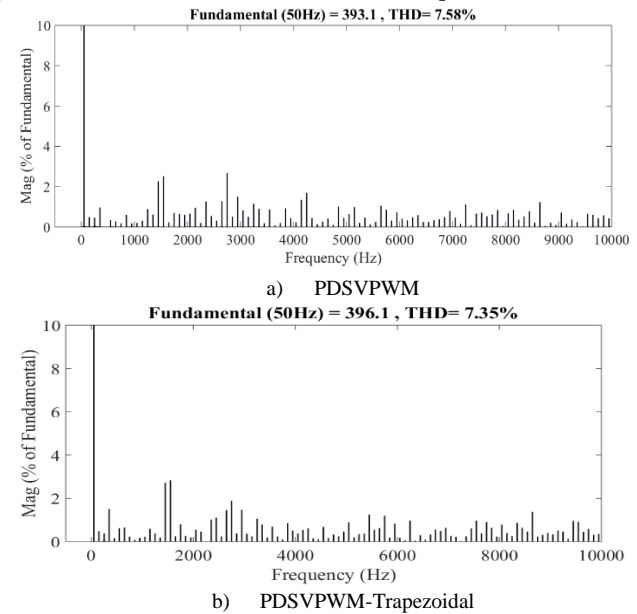 Fundamental (50Hz) = 393.1 , THD= 7.58%
10
8
6
4
2
0
Mag (% of Fundamental)
0 1000 2000 3000 4000 5000 6000 7000 8000 9000 10000
Frequency (Hz)
a) PDSVPWM
Fundamental (50Hz) = 396.1 , THD= 7.35%
10
8
6
4
2
0
Mag (% of Fundamental)
0 2000 4000 6000 8000 10000
Frequency (Hz)
b) PDSVPWM-Trapezoidal